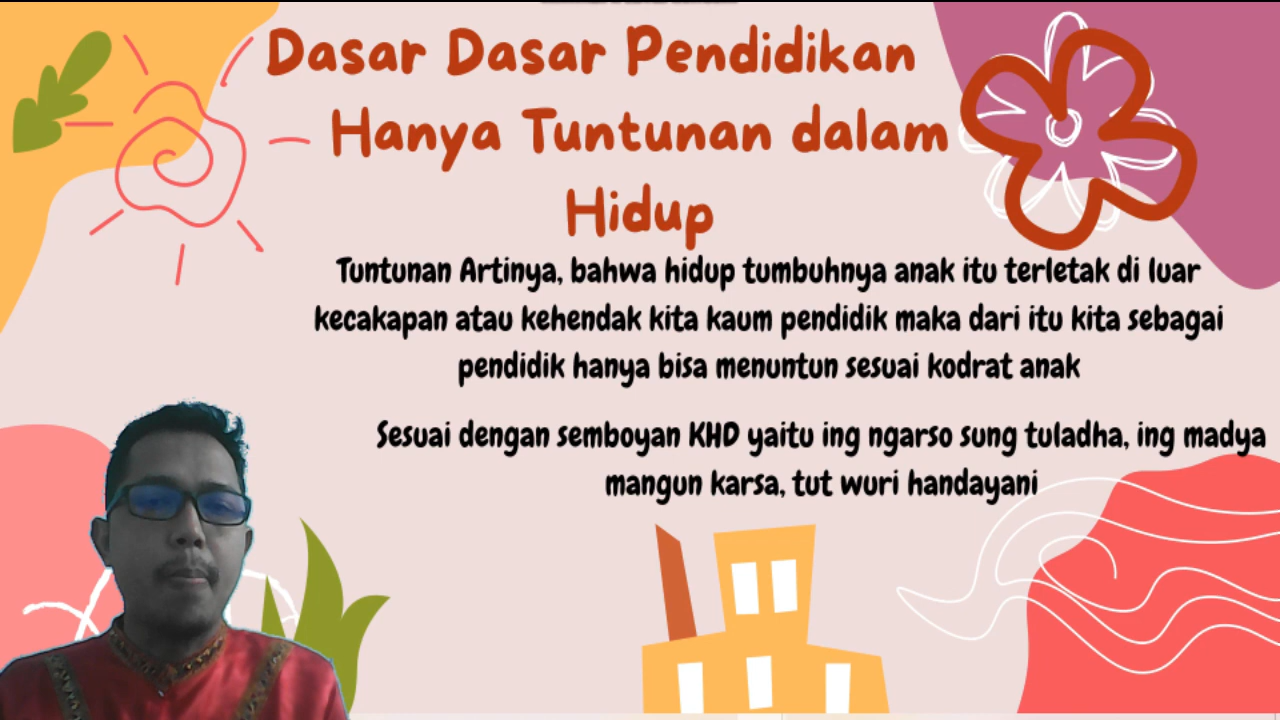 Dasar Dasar Pendidikan
Hanya Tuntunan dalam
Hidup
Tuntunan Artinya, bahwa hidup tumbuhnya anak itu terletak di luar
kecakapan atau kehendak kita kaum pendidik maka dari itu kita sebagai
pendidik hanya bisa menuntun sesuai kodrat anak
Sesuai dengan semboyan KHD yaitu ing ngarso sung tuladha, ing madya
mangun karsa, tut wuri handayani